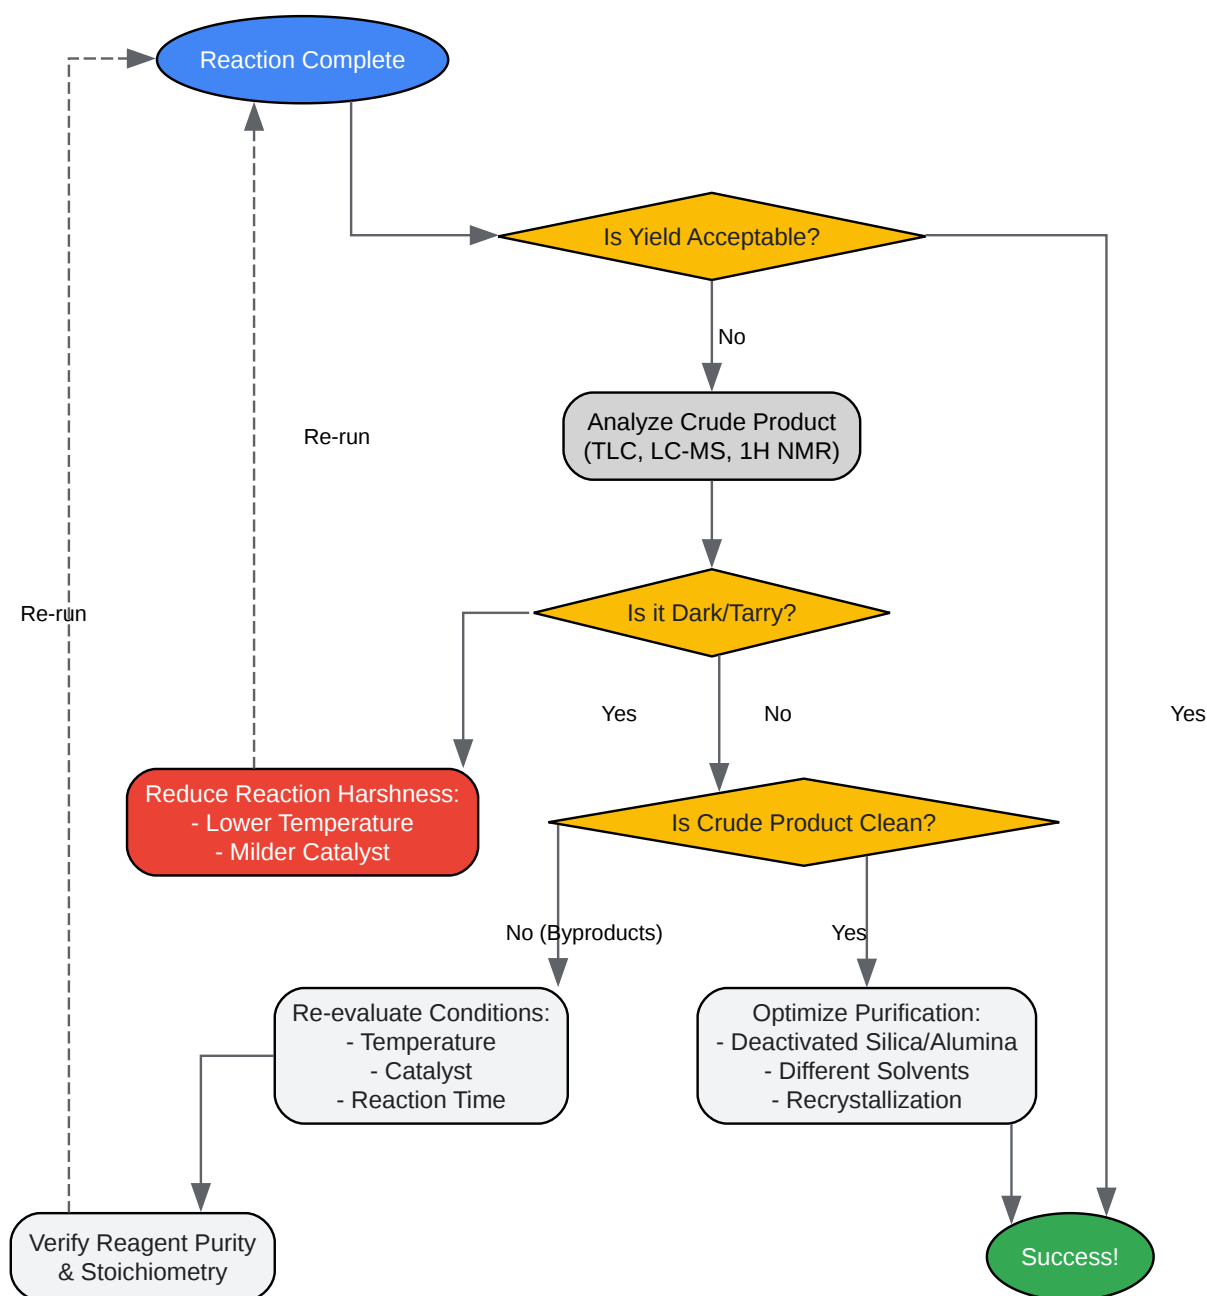 Reaction Complete
Is Yield Acceptable?
No
Analyze Crude Product
(TLC, LC-MS, 1H NMR)
Re-run
Is it Dark/Tarry?
Re-run
Yes
No
Yes
Reduce Reaction Harshness:
- Lower Temperature
- Milder Catalyst
Is Crude Product Clean?
No (Byproducts)
Yes
Re-evaluate Conditions:
- Temperature
- Catalyst
- Reaction Time
Optimize Purification:
- Deactivated Silica/Alumina
- Different Solvents
- Recrystallization
Verify Reagent Purity
& Stoichiometry
Success!